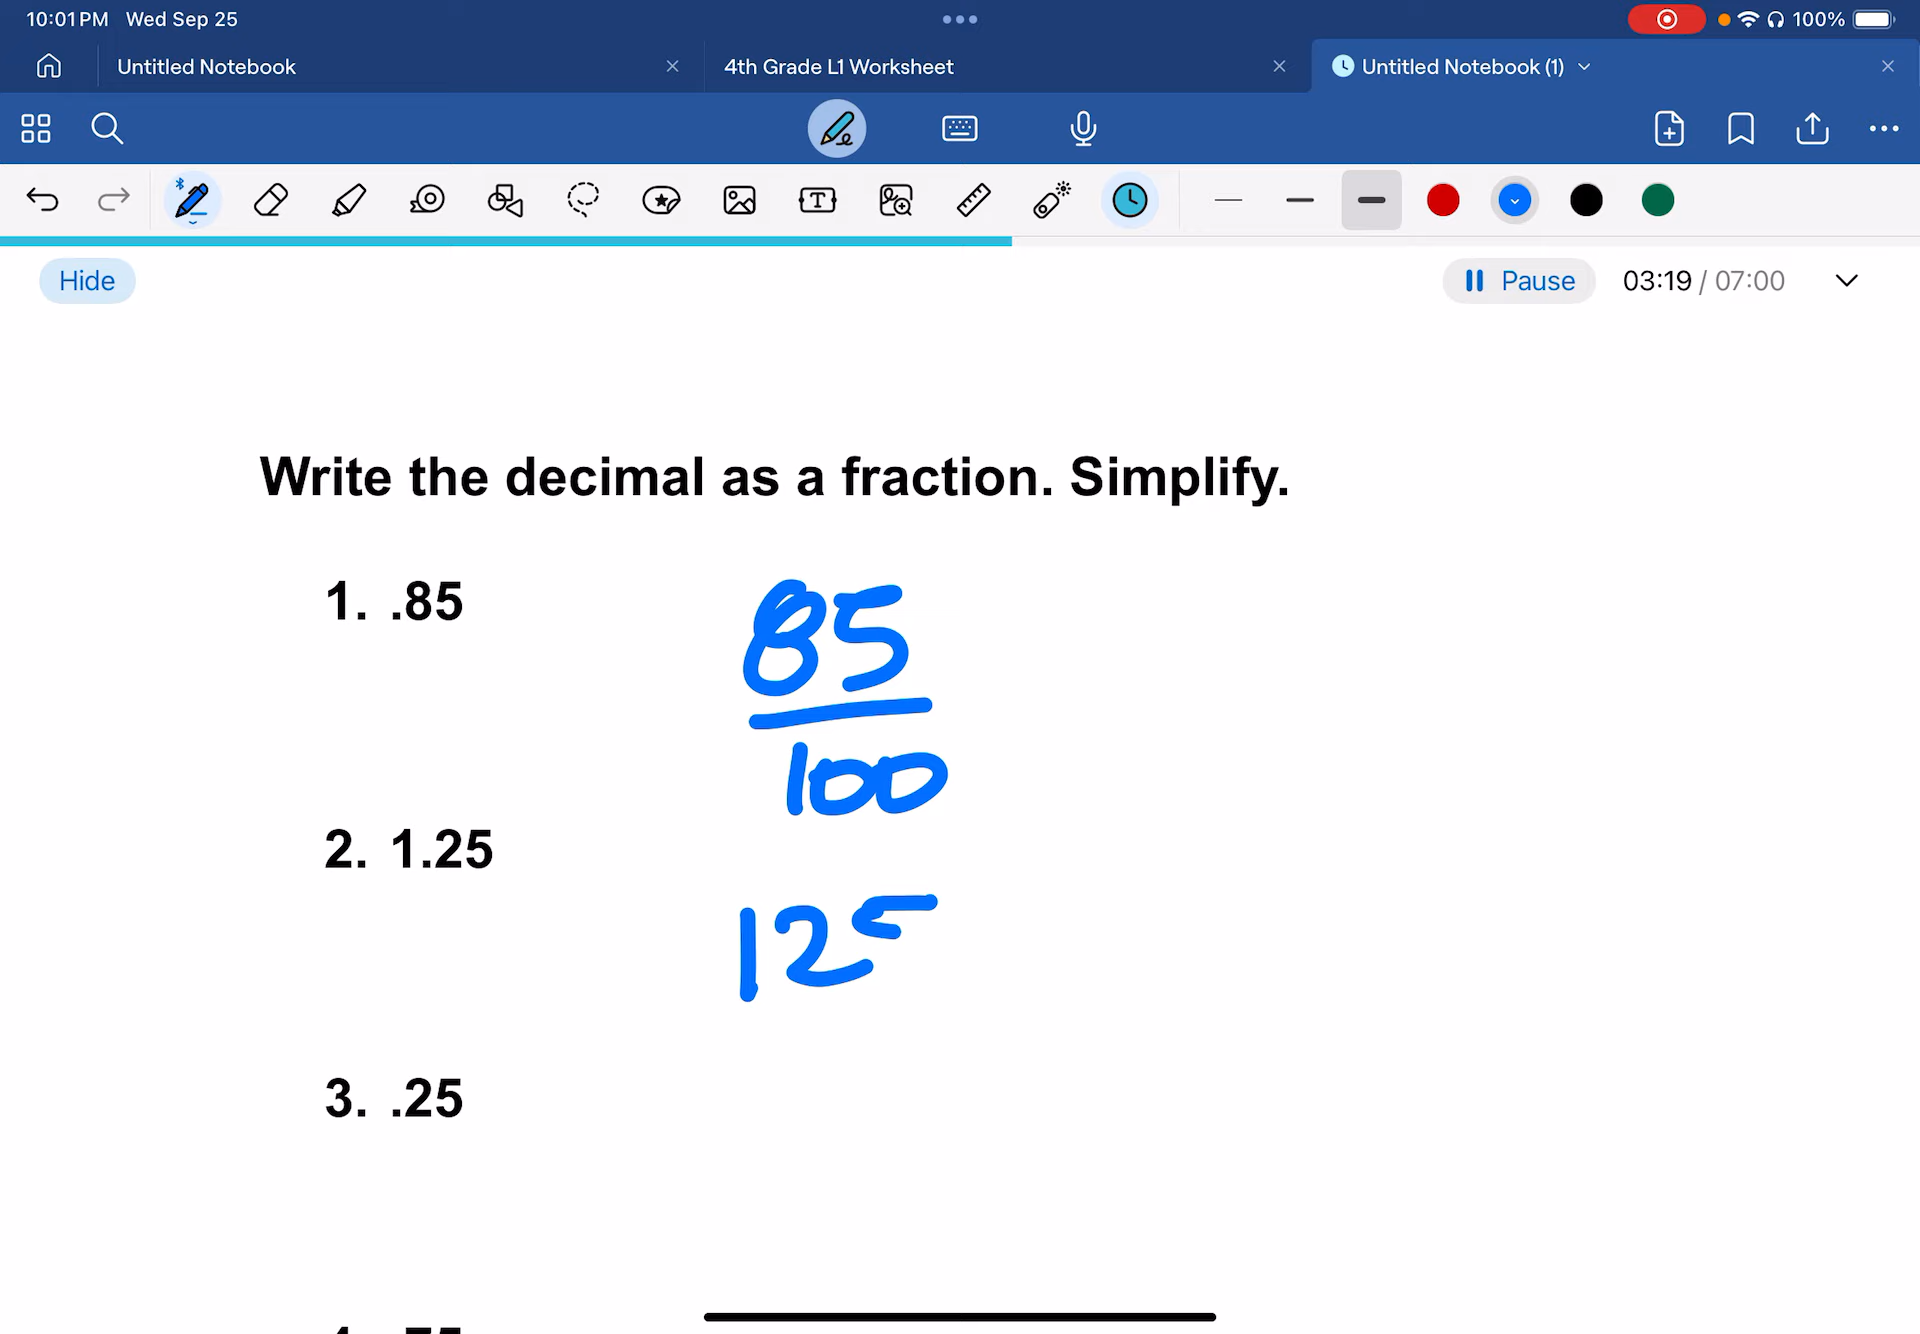 10:01 PM Wed Sep 25 100%
Untitled Notebook 4th Grade L1 Worksheet Untitled Notebook (1)
Hide Pause 03:19 / 07:00
Write the decimal as a fraction. Simplify.
1. .85
85
100
2. 1.25
125
3. .25